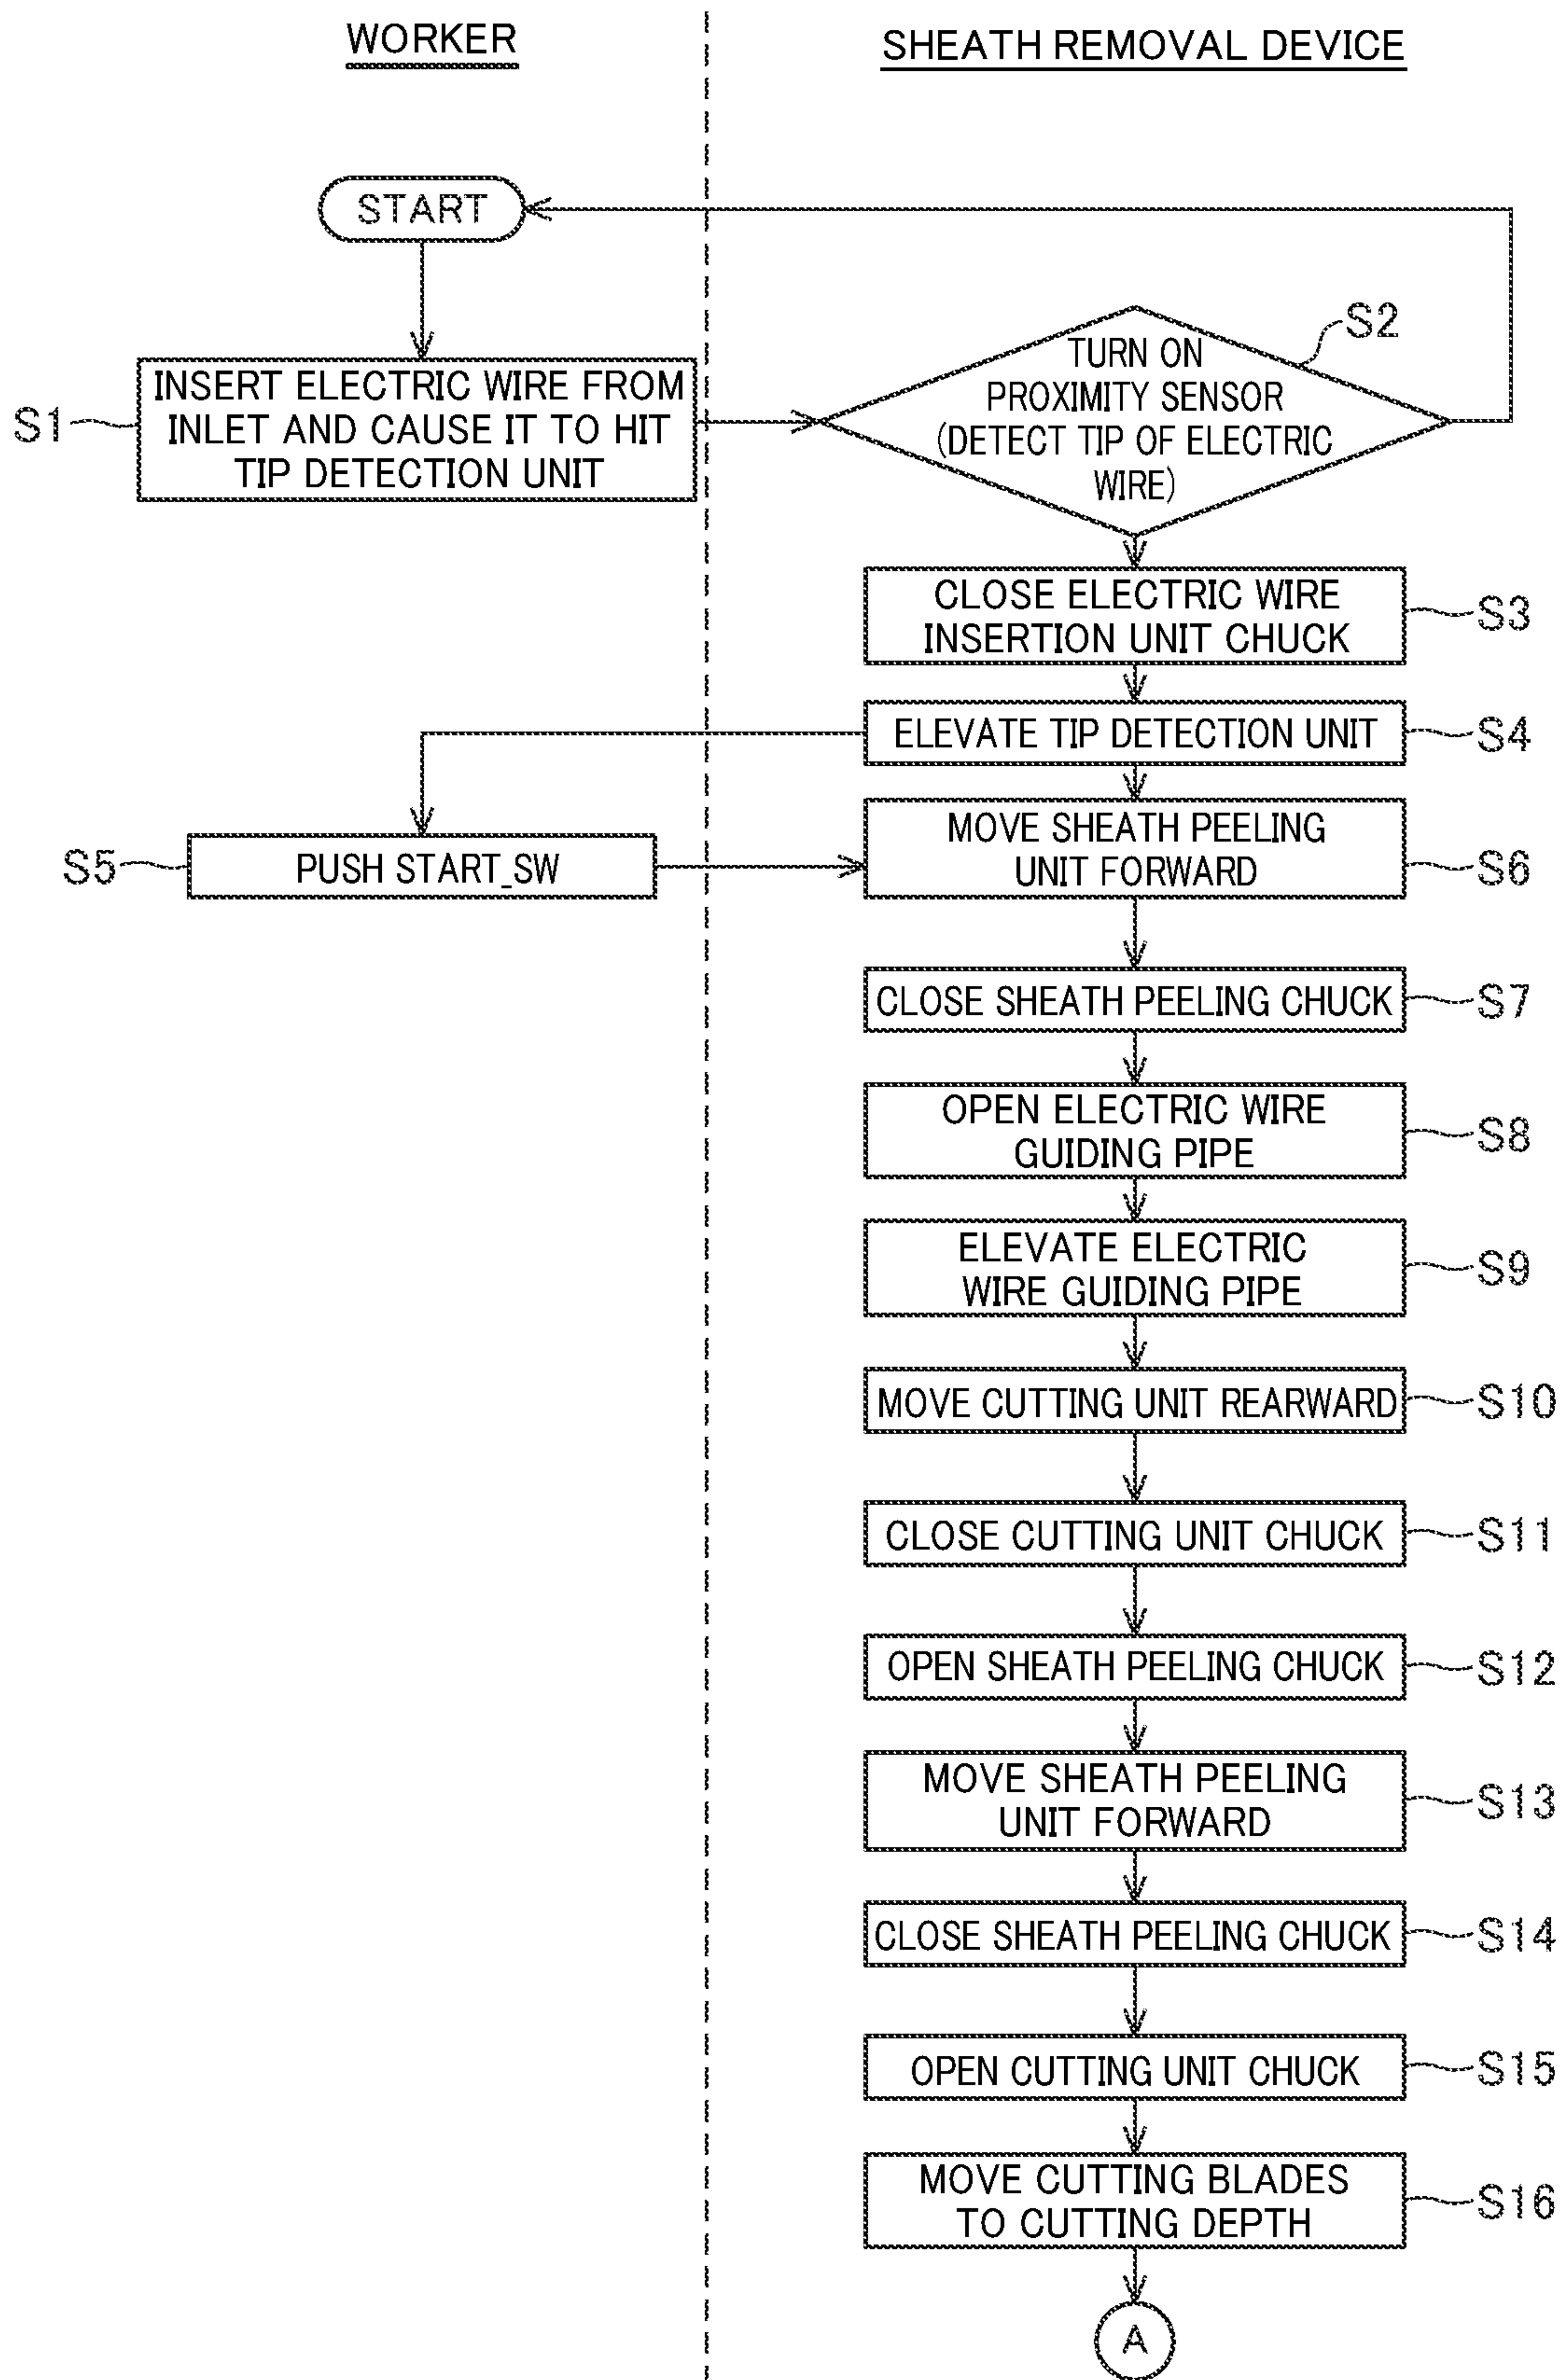 WORKER
SHEATH REMOVAL DEVICE
START
S1
INSERT ELECTRIC WIRE FROM
INLET AND CAUSE IT TO HIT
TIP DETECTION UNIT
S2
TURN ON
PROXIMITY SENSOR
(DETECT TIP OF ELECTRIC
WIRE)
CLOSE ELECTRIC WIRE
INSERTION UNIT CHUCK
S3
ELEVATE TIP DETECTION UNIT
S4
S5
PUSH START_SW
MOVE SHEATH PEELING
UNIT FORWARD
S6
CLOSE SHEATH PEELING CHUCK
S7
OPEN ELECTRIC WIRE
GUIDING PIPE
S8
ELEVATE ELECTRIC
WIRE GUIDING PIPE
S9
MOVE CUTTING UNIT REARWARD
S10
CLOSE CUTTING UNIT CHUCK
S11
OPEN SHEATH PEELING CHUCK
S12
MOVE SHEATH PEELING
UNIT FORWARD
S13
CLOSE SHEATH PEELING CHUCK
S14
OPEN CUTTING UNIT CHUCK
S15
MOVE CUTTING BLADES
TO CUTTING DEPTH
S16
A